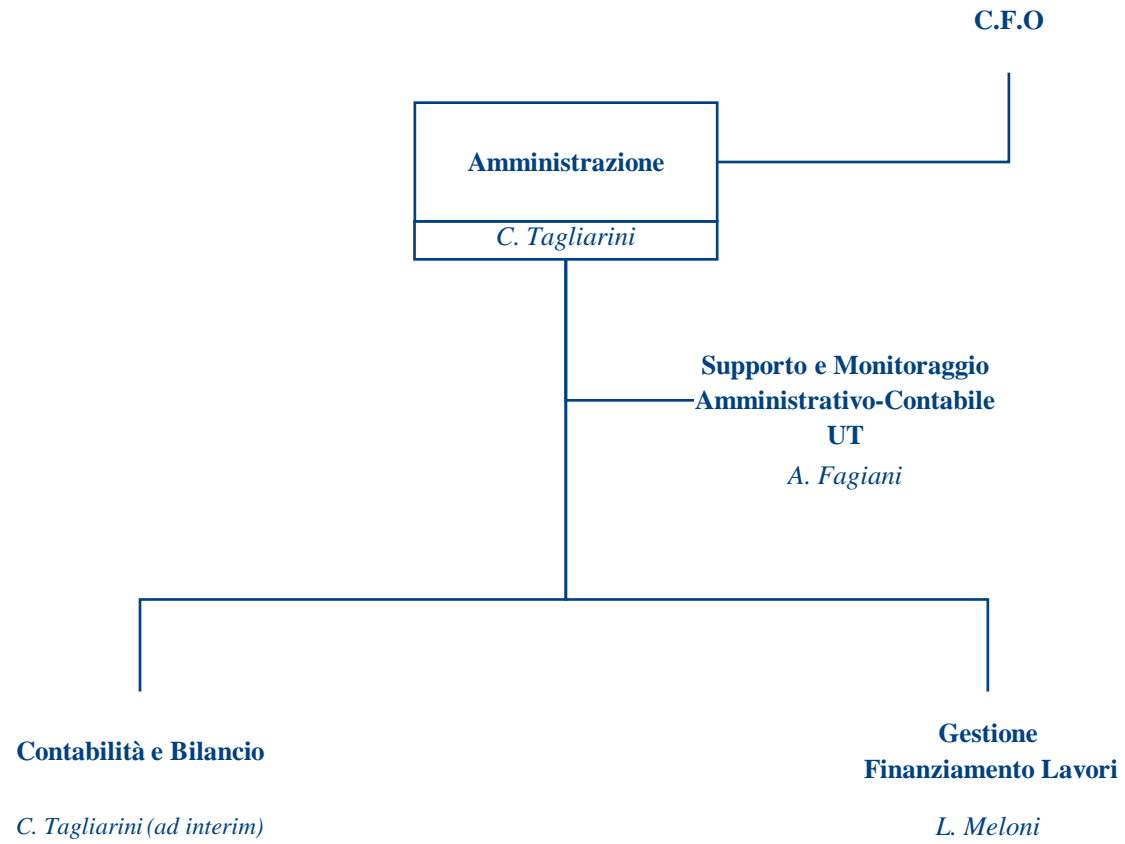 C.F.O
Amministrazione
C. Tagliarini
Supporto e Monitoraggio
Amministrativo-Contabile
UT
A. Fagiani
Contabilità e Bilancio
C. Tagliarini (ad interim)
Gestione
Finanziamento Lavori
L. Meloni